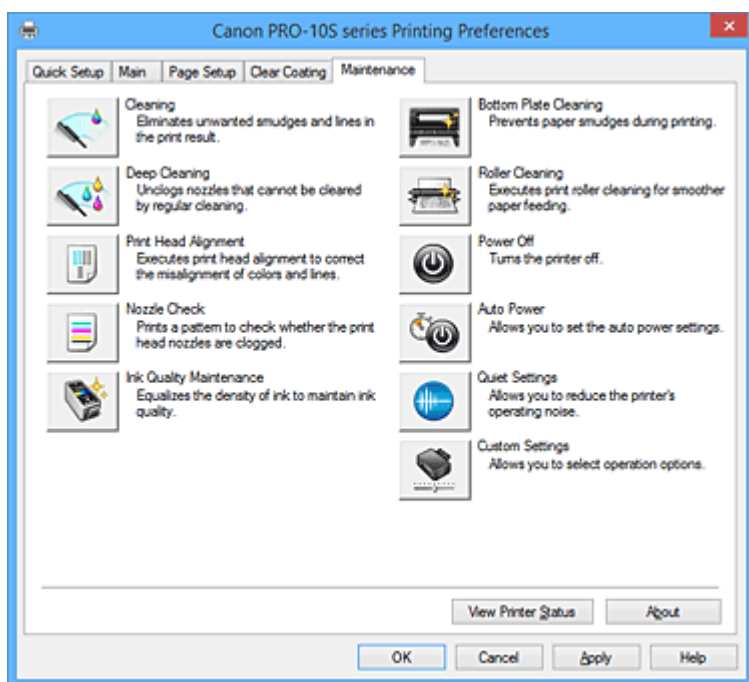 Canon PRO-10S series Printing Preferences
Quick Setup
Main
Page Setup
Clear Coating
Maintenance
Cleaning
Eliminates unwanted smudges and lines in
the print result.
Deep Cleaning
Unclogs nozzles that cannot be cleared
by regular cleaning.
Print Head Alignment
Executes print head alignment to correct
the misalignment of colors and lines.
Nozzle Check
Prints a pattern to check whether the print
head nozzles are clogged.
Ink Quality Maintenance
Equalizes the density of ink to maintain ink
quality.
Bottom Plate Cleaning
Prevents paper smudges during printing.
Roller Cleaning
Executes print roller cleaning for smoother
paper feeding.
Power Off
Turns the printer off.
Auto Power
Allows you to set the auto power settings.
Quiet Settings
Allows you to reduce the printer's
operating noise.
Custom Settings
Allows you to select operation options.
View Printer Status
About
OK
Cancel
Apply
Help